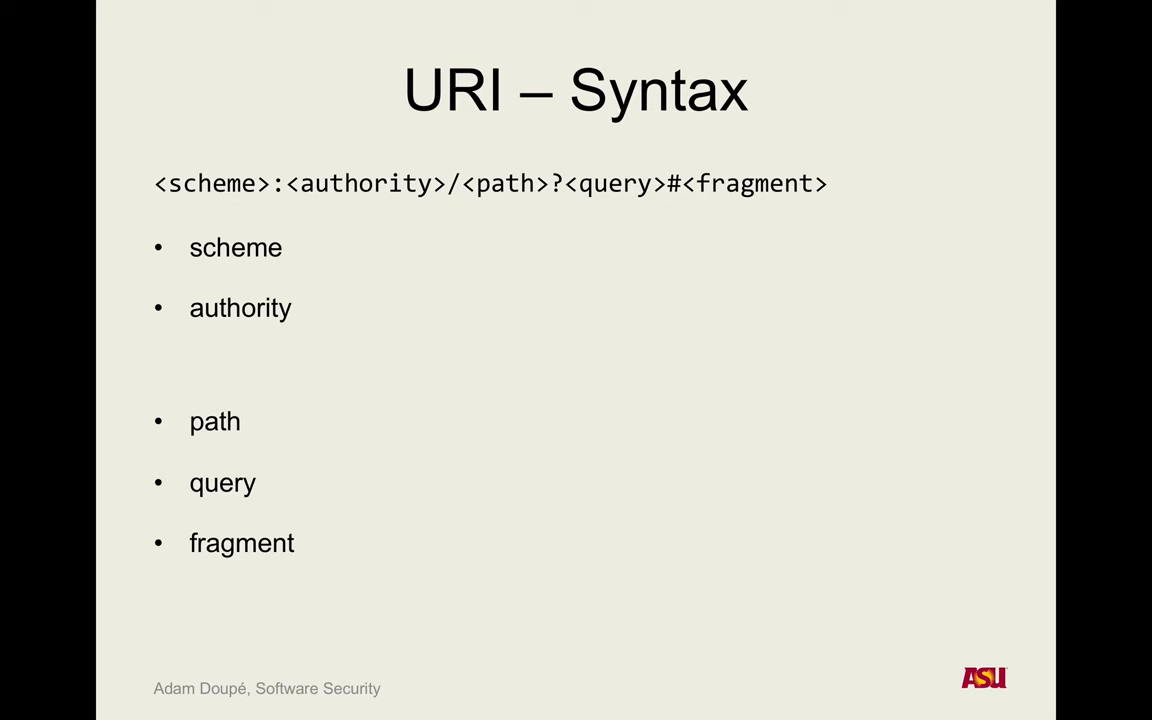 URI – Syntax
<scheme>:<authority>/<path>?<query>#<fragment>
• scheme
• authority
• path
• query
• fragment
Adam Doupé, Software Security
ASU